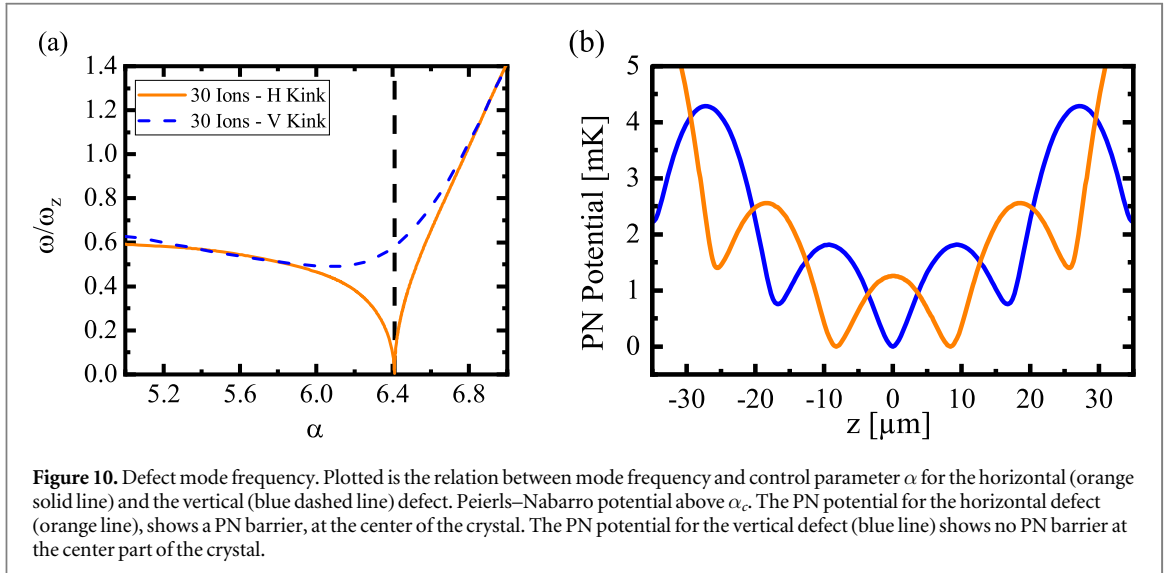 (a)
(b)
1.4
1.2
1.0
0.8
0.6
0.4
0.2
0.0
ω/ω_z
30 Ions - H Kink
30 Ions - V Kink
5.2 5.6 6.0 6.4 6.8
α
5
4
3
2
1
0
PN Potential [mK]
-30 -20 -10 0 10 20 30
z [µm]
Figure 10. Defect mode frequency. Plotted is the relation between mode frequency and control parameter α for the horizontal (orange
solid line) and the vertical (blue dashed line) defect. Peierls–Nabarro potential above α_c. The PN potential for the horizontal defect
(orange line), shows a PN barrier, at the center of the crystal. The PN potential for the vertical defect (blue line) shows no PN barrier at
the center part of the crystal.